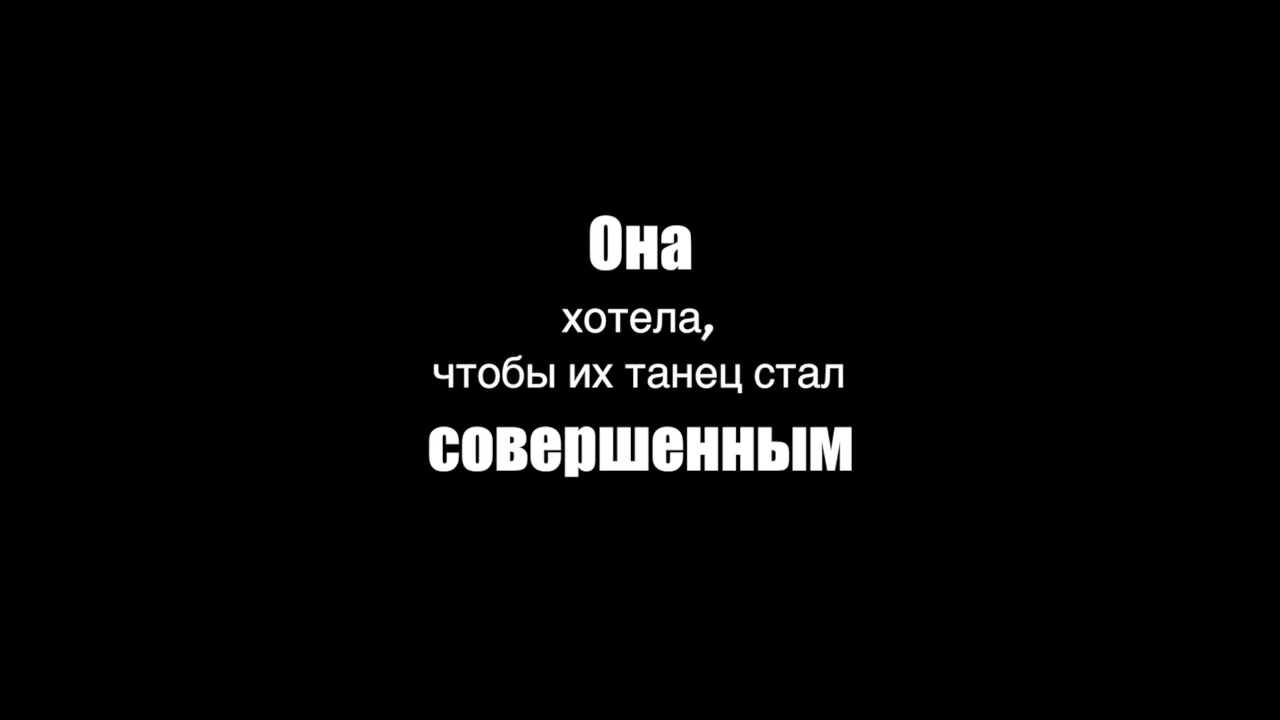 Она
хотела,
чтобы их танец стал
совершенным